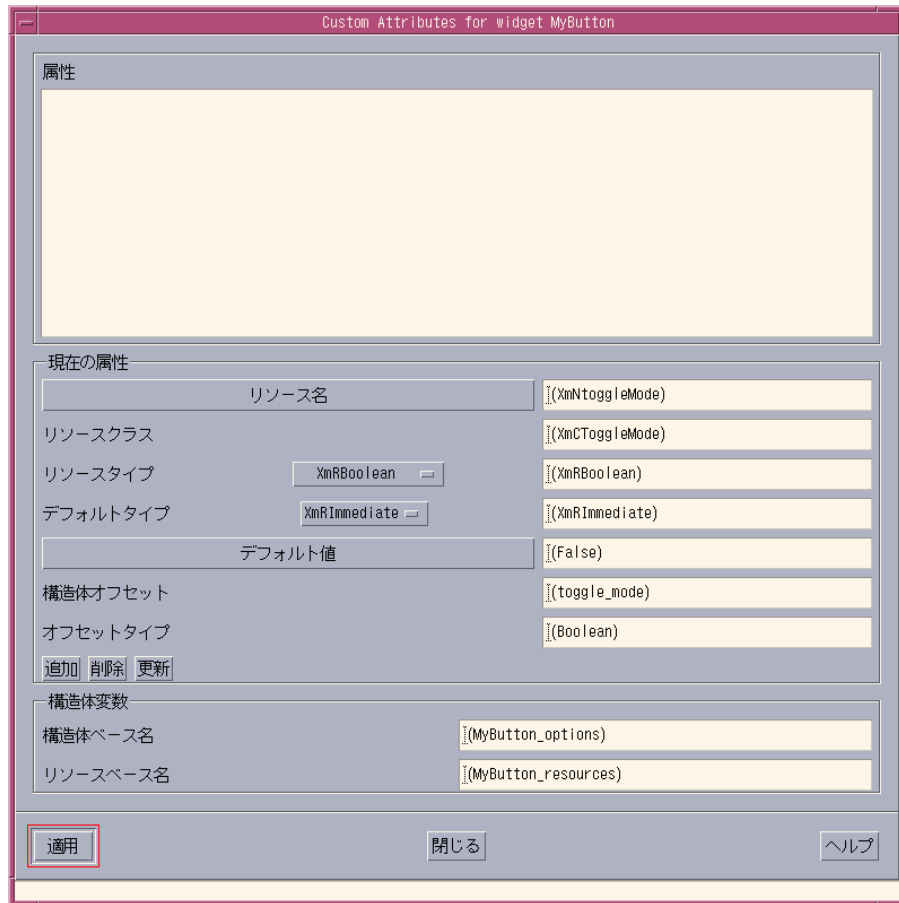 Custom Attributes for widget MyButton
属性
現在の属性
リソース名 (XmNtoggleMode)
リソースクラス (XmCToggleMode)
リソースタイプ XmRBoolean (XmRBoolean)
デフォルトタイプ XmRImmediate (XmRImmediate)
デフォルト値 (False)
構造体オフセット (toggle_mode)
オフセットタイプ (Boolean)
追加 削除 更新
構造体変数
構造体ベース名 (MyButton_options)
リソースベース名 (MyButton_resources)
適用 閉じる ヘルプ